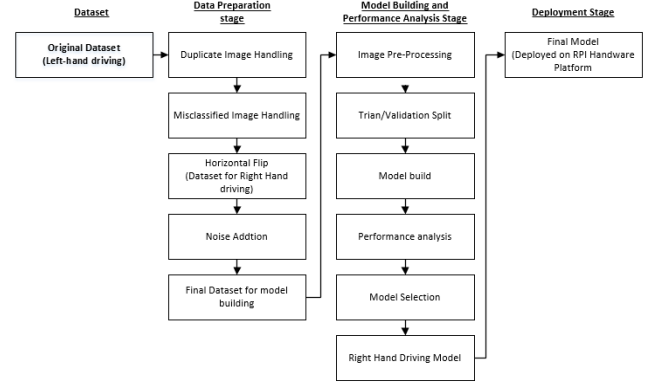 Dataset
Original Dataset
(Left-hand driving)
Data Preparation
stage
Duplicate Image Handling
Misclassified Image Handling
Horizontal Flip
(Dataset for Right Hand
driving)
Noise Addtion
Final Dataset for model
building
Model Building and
Performance Analysis Stage
Image Pre-Processing
Trian/Validation Split
Model build
Performance analysis
Model Selection
Right Hand Driving Model
Deployment Stage
Final Model
(Deployed on RPI Hardware
Platform